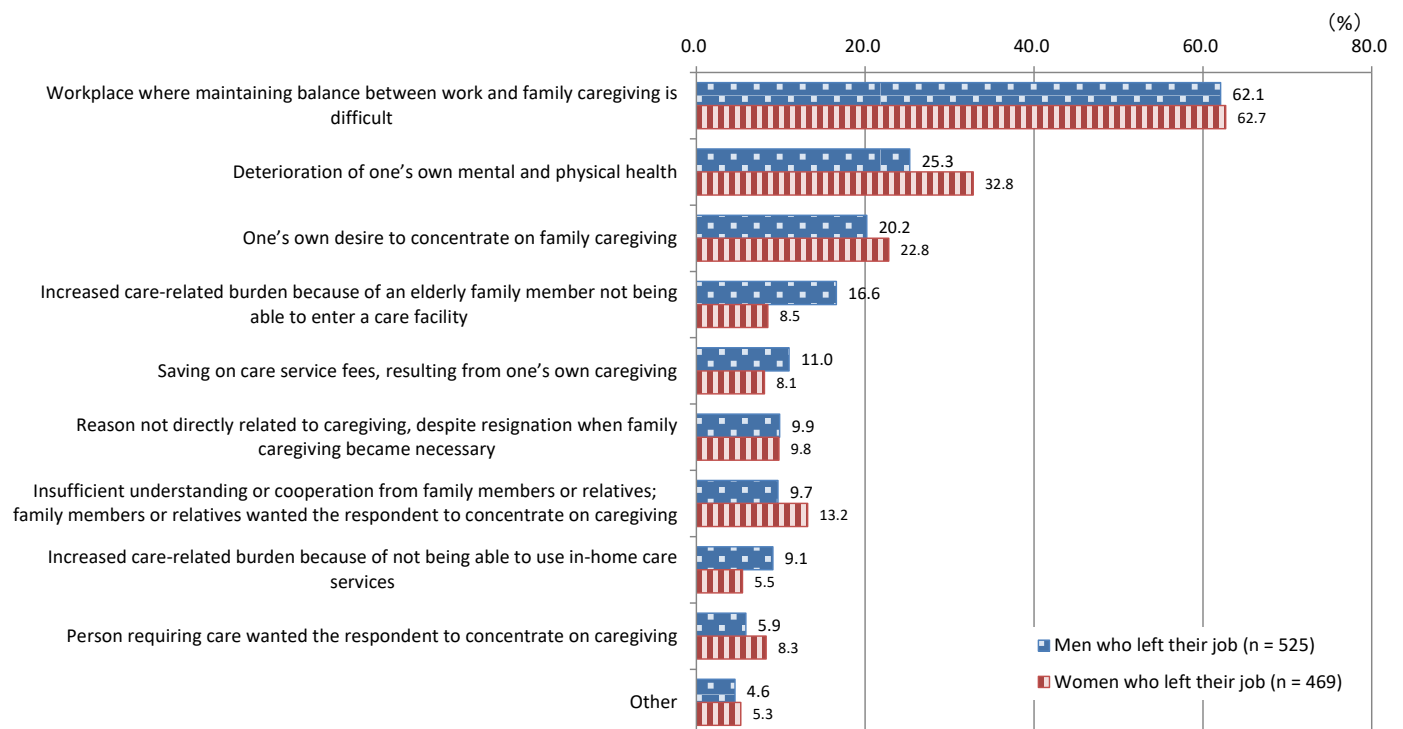 (%)
0.0 20.0 40.0 60.0 80.0
Workplace where maintaining balance between work and family caregiving is
difficult
62.1
62.7
Deterioration of one’s own mental and physical health
25.3
32.8
One’s own desire to concentrate on family caregiving
20.2
22.8
Increased care-related burden because of an elderly family member not being
able to enter a care facility
16.6
8.5
Saving on care service fees, resulting from one’s own caregiving
11.0
8.1
Reason not directly related to caregiving, despite resignation when family
caregiving became necessary
9.9
9.8
Insufficient understanding or cooperation from family members or relatives;
family members or relatives wanted the respondent to concentrate on caregiving
9.7
13.2
Increased care-related burden because of not being able to use in-home care
services
9.1
5.5
Person requiring care wanted the respondent to concentrate on caregiving
5.9
8.3
Other
4.6
5.3
Men who left their job (n = 525)
Women who left their job (n = 469)